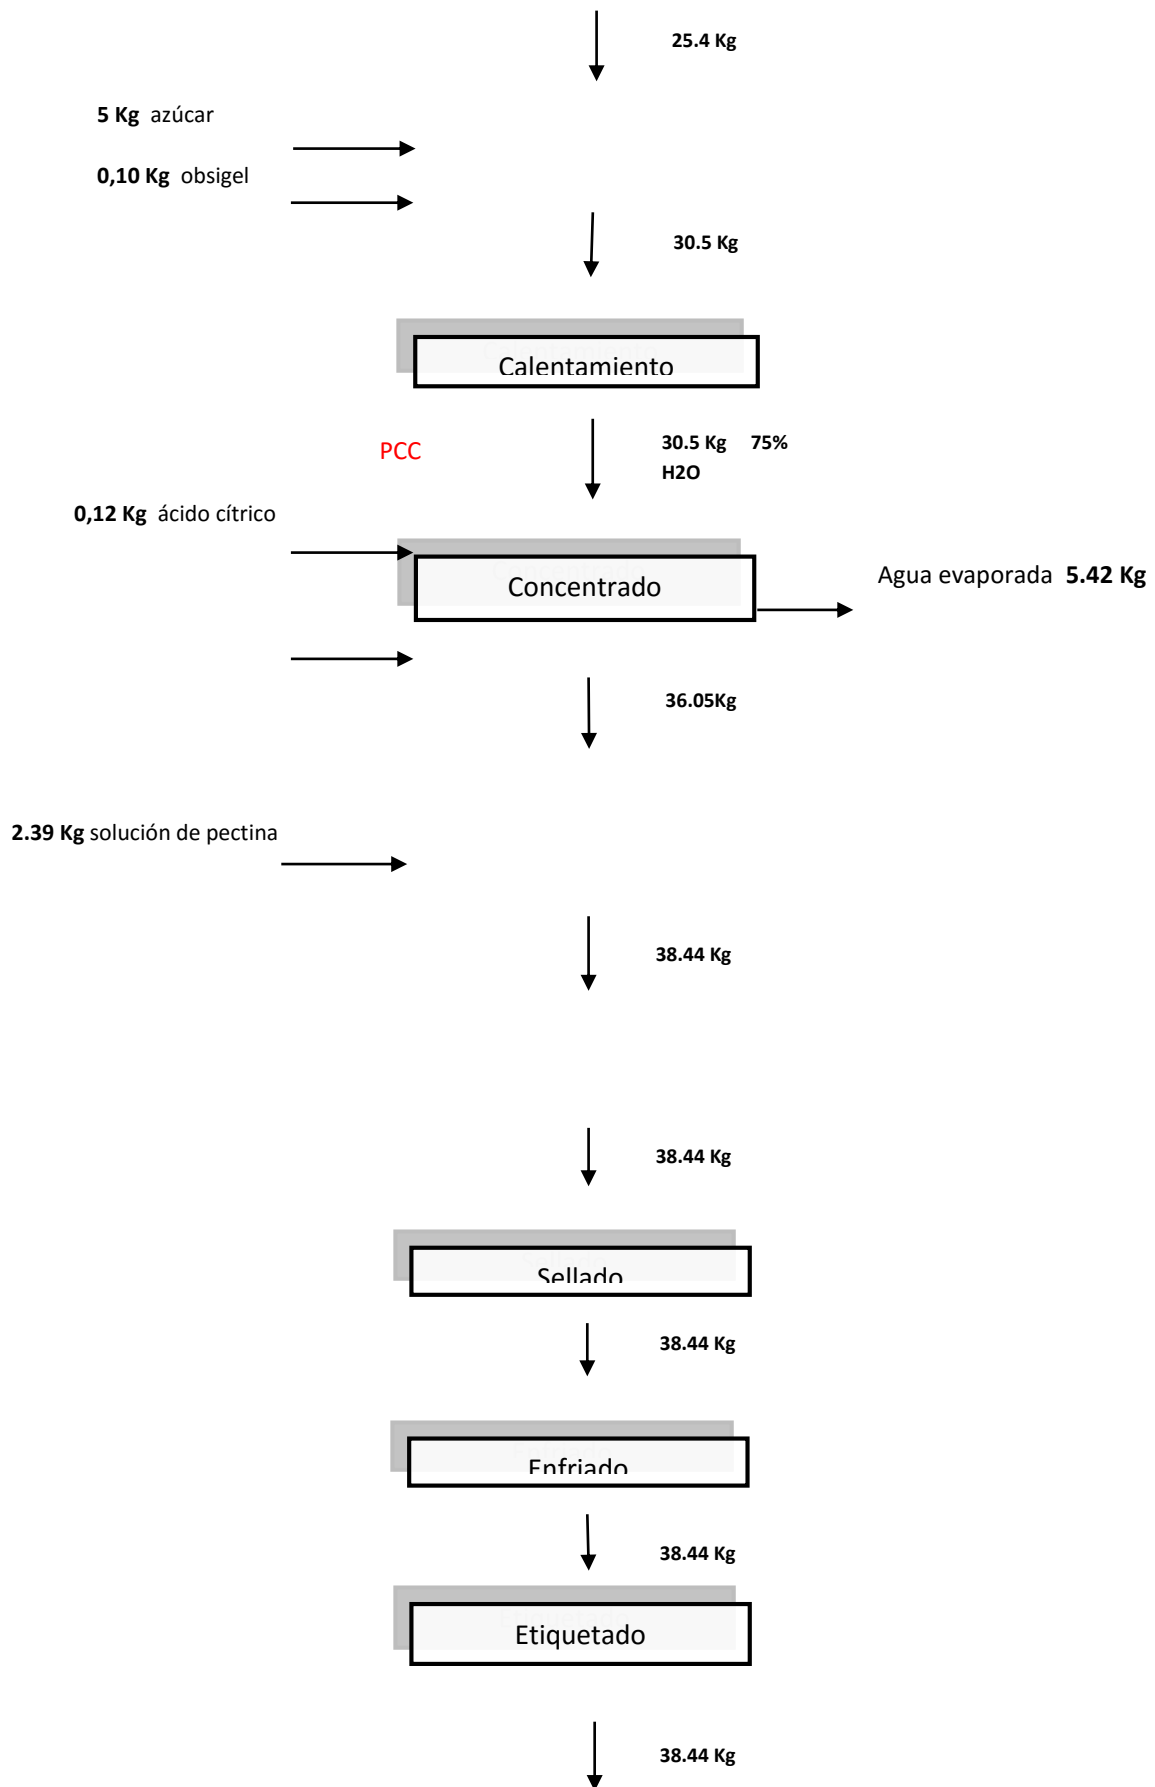 25.4 Kg
5 Kg azúcar
0,10 Kg obsigel
30.5 Kg
Calentamiento
PCC
30.5 Kg 75%
H2O
0,12 Kg ácido cítrico
Concentrado
Agua evaporada 5.42 Kg
36.05Kg
2.39 Kg solución de pectina
38.44 Kg
38.44 Kg
Sellado
38.44 Kg
Enfriado
38.44 Kg
Etiquetado
38.44 Kg